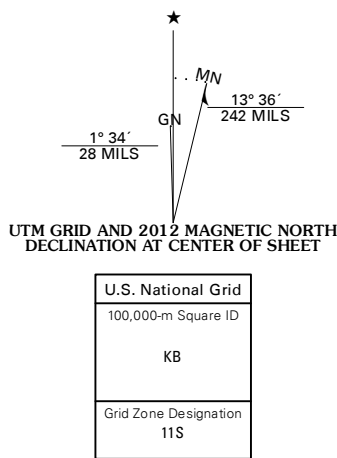 ★
MN
GN
13° 36´
242 MILS
1° 34´
28 MILS
UTM GRID AND 2012 MAGNETIC NORTH
DECLINATION AT CENTER OF SHEET
U.S. National Grid
100,000-m Square ID
KB
Grid Zone Designation
11S